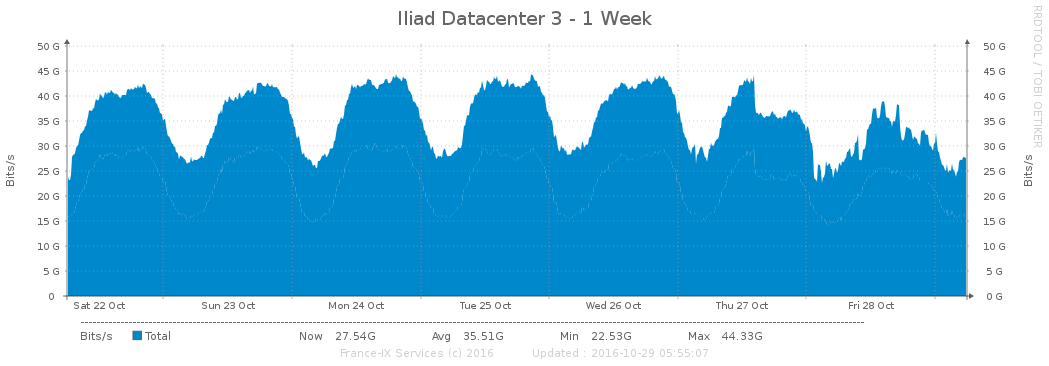 Iliad Datacenter 3 - 1 Week
RRDTOOL / TOBI OETIKER
Bits/s
50 G 50 G
45 G 45 G
40 G 40 G
35 G 35 G
30 G 30 G
25 G 25 G
20 G 20 G
15 G 15 G
10 G 10 G
5 G 5 G
0 0 G
Bits/s
Sat 22 Oct Sun 23 Oct Mon 24 Oct Tue 25 Oct Wed 26 Oct Thu 27 Oct Fri 28 Oct
Bits/s Total Now 27.54G Avg 35.51G Min 22.53G Max 44.33G
France-IX Services (c) 2016 Updated : 2016-10-29 05:55:07